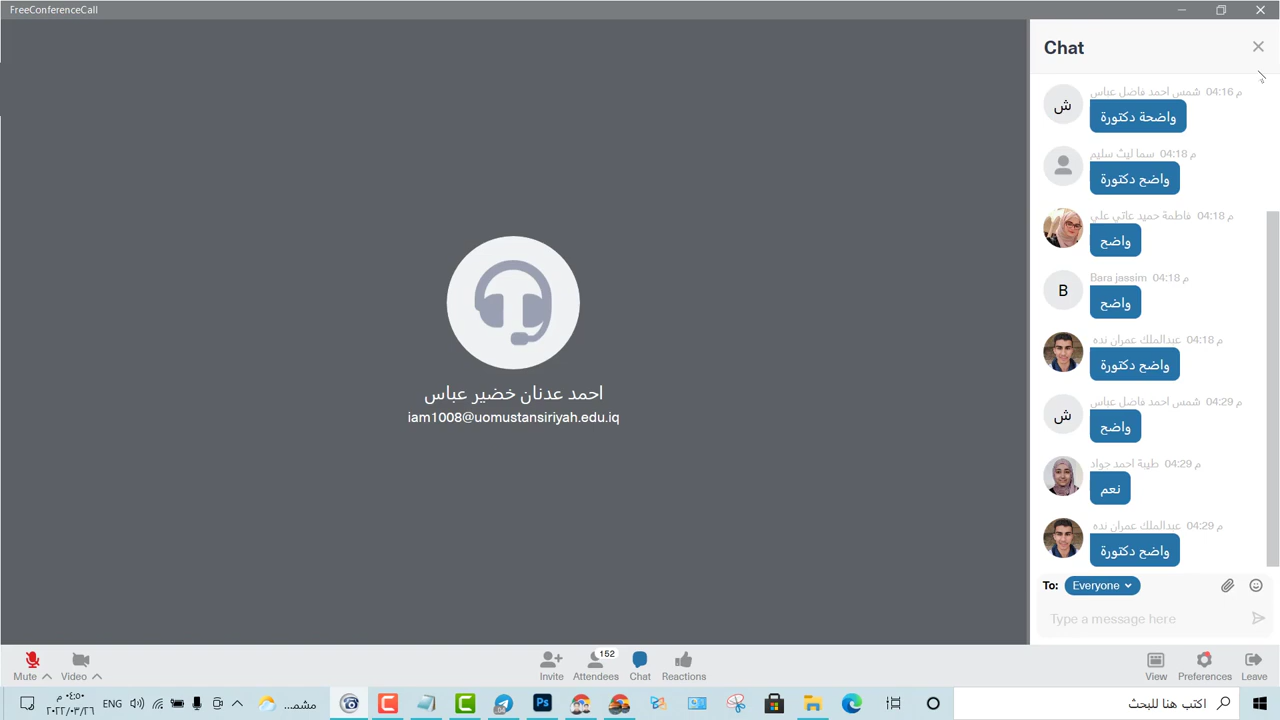 FreeConferenceCall
احمد عدنان خضير عباس
iam1008@uomustansiriyah.edu.iq
Chat
شمس احمد فاضل عباس 04:16 م
ش
واضحة دكتورة
سما ليث سليم 04:18 م
واضح دكتورة
فاطمة حميد عاتي علي 04:18 م
واضح
Bara jassim 04:18 م
B
واضح
عبدالملك عمران نده 04:18 م
واضح دكتورة
شمس احمد فاضل عباس 04:29 م
ش
واضح
طيبة احمد جواد 04:29 م
نعم
عبدالملك عمران نده 04:29 م
واضح دكتورة
To: Everyone
Type a message here
Mute
Video
Invite
152
Attendees
Chat
Reactions
View
Preferences
Leave
٠٤:٥٠ م
٢٠٢٢/٠٣/٢٦
ENG
مشمـ...
Ps
اكتب هنا للبحث